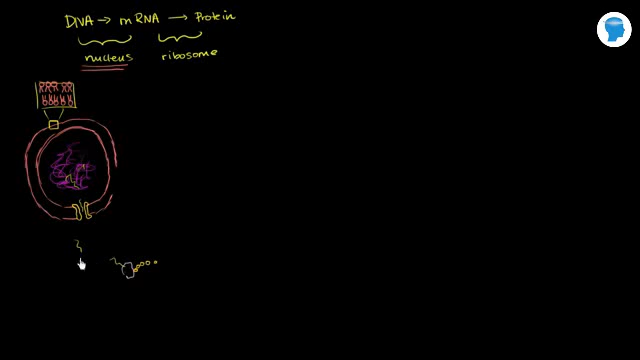 DNA → mRNA → Protein
nucleus ribosome